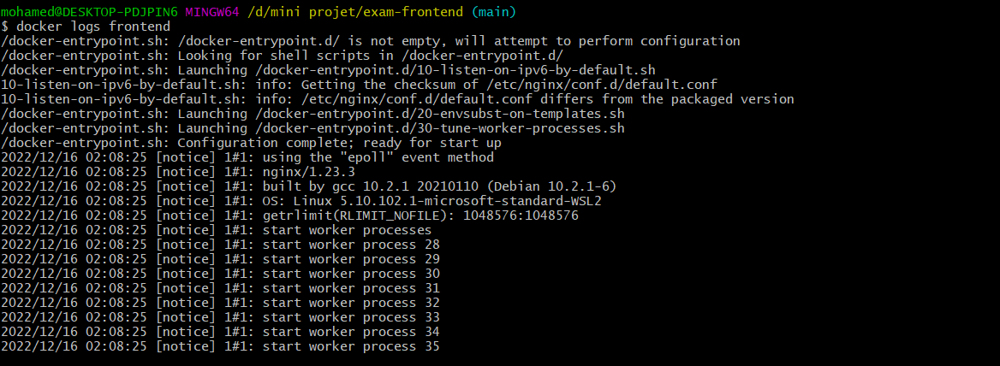 mohamed@DESKTOP-PDJPIN6 MINGW64 /d/mini projet/exam-frontend (main)
$ docker logs frontend
/docker-entrypoint.sh: /docker-entrypoint.d/ is not empty, will attempt to perform configuration
/docker-entrypoint.sh: Looking for shell scripts in /docker-entrypoint.d/
/docker-entrypoint.sh: Launching /docker-entrypoint.d/10-listen-on-ipv6-by-default.sh
10-listen-on-ipv6-by-default.sh: info: Getting the checksum of /etc/nginx/conf.d/default.conf
10-listen-on-ipv6-by-default.sh: info: /etc/nginx/conf.d/default.conf differs from the packaged version
/docker-entrypoint.sh: Launching /docker-entrypoint.d/20-envsubst-on-templates.sh
/docker-entrypoint.sh: Launching /docker-entrypoint.d/30-tune-worker-processes.sh
/docker-entrypoint.sh: Configuration complete; ready for start up
2022/12/16 02:08:25 [notice] 1#1: using the "epoll" event method
2022/12/16 02:08:25 [notice] 1#1: nginx/1.23.3
2022/12/16 02:08:25 [notice] 1#1: built by gcc 10.2.1 20210110 (Debian 10.2.1-6)
2022/12/16 02:08:25 [notice] 1#1: OS: Linux 5.10.102.1-microsoft-standard-WSL2
2022/12/16 02:08:25 [notice] 1#1: getrlimit(RLIMIT_NOFILE): 1048576:1048576
2022/12/16 02:08:25 [notice] 1#1: start worker processes
2022/12/16 02:08:25 [notice] 1#1: start worker process 28
2022/12/16 02:08:25 [notice] 1#1: start worker process 29
2022/12/16 02:08:25 [notice] 1#1: start worker process 30
2022/12/16 02:08:25 [notice] 1#1: start worker process 31
2022/12/16 02:08:25 [notice] 1#1: start worker process 32
2022/12/16 02:08:25 [notice] 1#1: start worker process 33
2022/12/16 02:08:25 [notice] 1#1: start worker process 34
2022/12/16 02:08:25 [notice] 1#1: start worker process 35